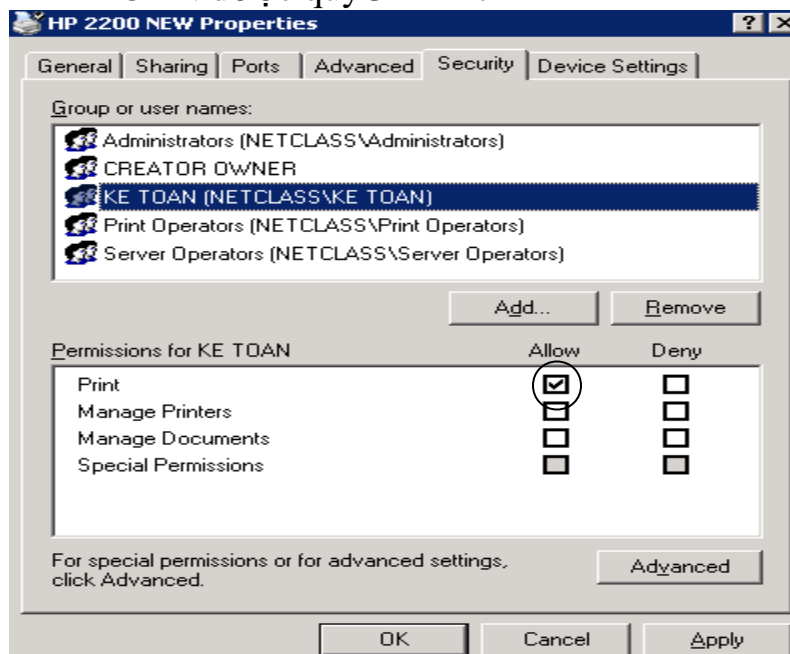 HP 2200 NEW Properties
General Sharing Ports Advanced Security Device Settings
Group or user names:
Administrators (NETCLASS\Administrators)
CREATOR OWNER
KE TOAN (NETCLASS\KE TOAN)
Print Operators (NETCLASS\Print Operators)
Server Operators (NETCLASS\Server Operators)
Add... Remove
Permissions for KE TOAN Allow Deny
Print
Manage Printers
Manage Documents
Special Permissions
For special permissions or for advanced settings,
click Advanced.
Advanced
OK Cancel Apply